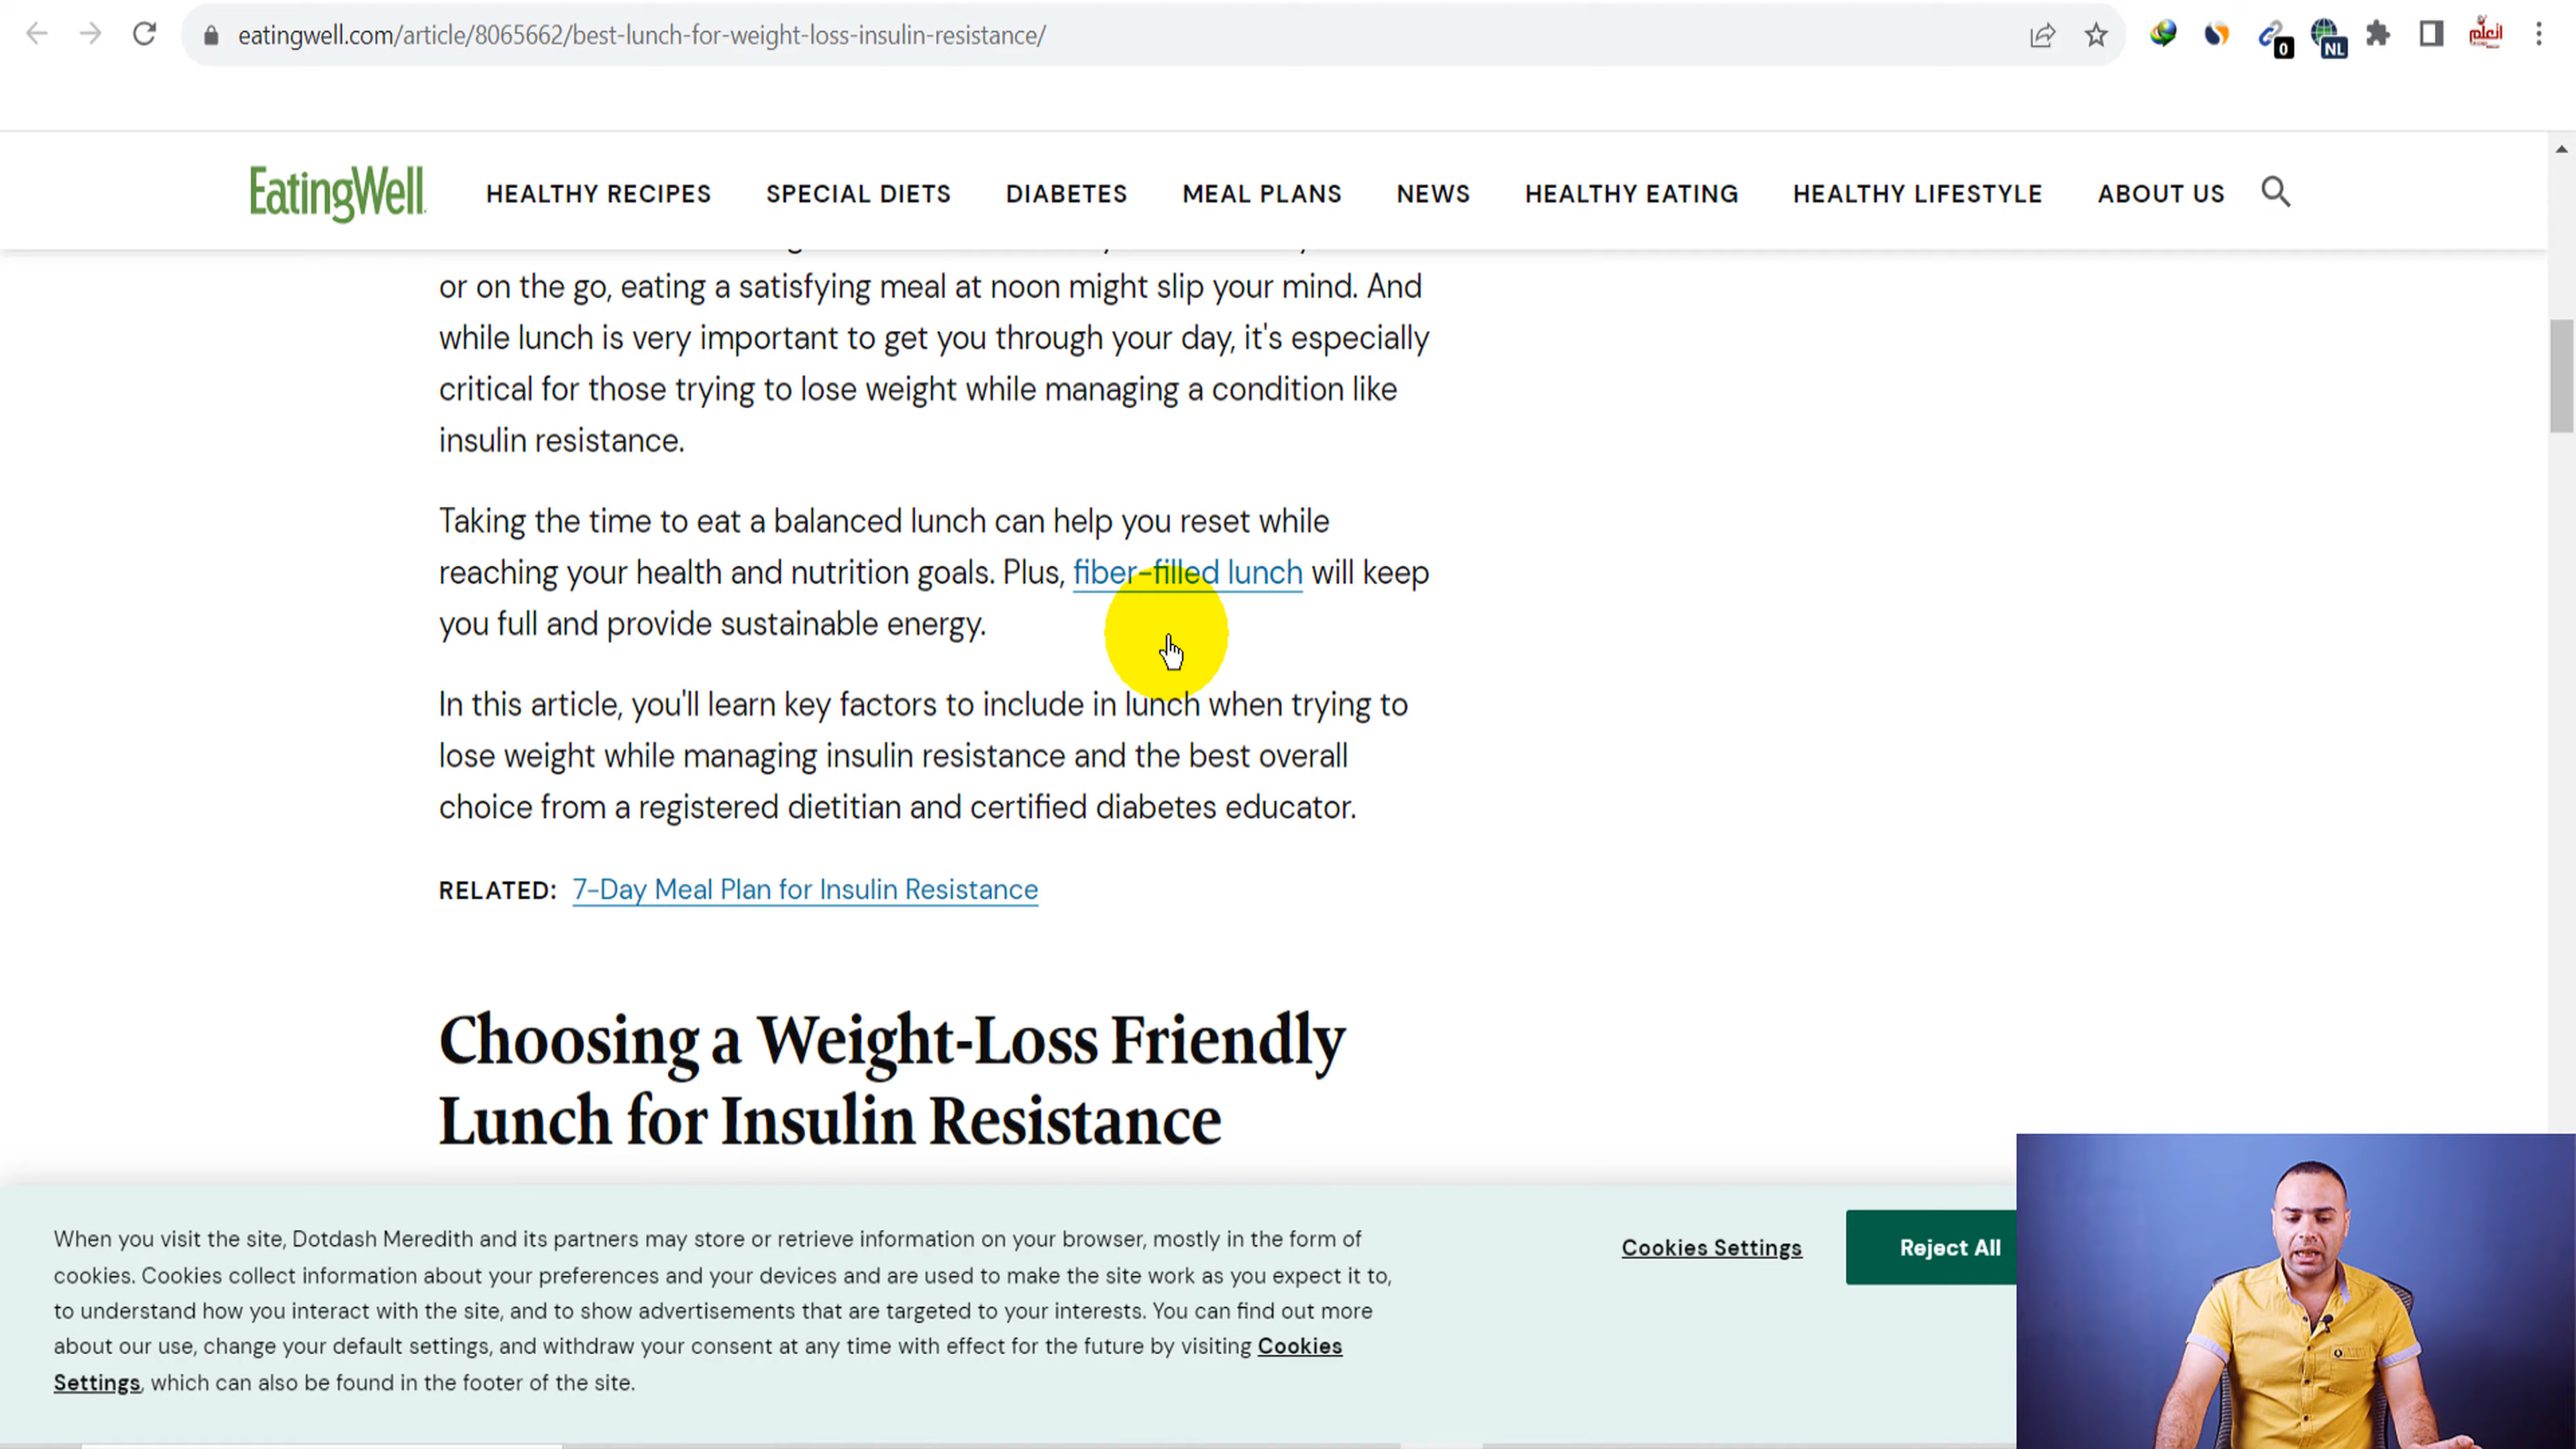 eatingwell.com/article/8065662/best-lunch-for-weight-loss-insulin-resistance/
0
NL
EatingWell
HEALTHY RECIPES
SPECIAL DIETS
DIABETES
MEAL PLANS
NEWS
HEALTHY EATING
HEALTHY LIFESTYLE
ABOUT US
or on the go, eating a satisfying meal at noon might slip your mind. And
while lunch is very important to get you through your day, it's especially
critical for those trying to lose weight while managing a condition like
insulin resistance.
Taking the time to eat a balanced lunch can help you reset while
reaching your health and nutrition goals. Plus, fiber-filled lunch will keep
you full and provide sustainable energy.
In this article, you'll learn key factors to include in lunch when trying to
lose weight while managing insulin resistance and the best overall
choice from a registered dietitian and certified diabetes educator.
RELATED: 7-Day Meal Plan for Insulin Resistance
Choosing a Weight-Loss Friendly
Lunch for Insulin Resistance
When you visit the site, Dotdash Meredith and its partners may store or retrieve information on your browser, mostly in the form of
cookies. Cookies collect information about your preferences and your devices and are used to make the site work as you expect it to,
to understand how you interact with the site, and to show advertisements that are targeted to your interests. You can find out more
about our use, change your default settings, and withdraw your consent at any time with effect for the future by visiting Cookies
Settings, which can also be found in the footer of the site.
Cookies Settings
Reject All